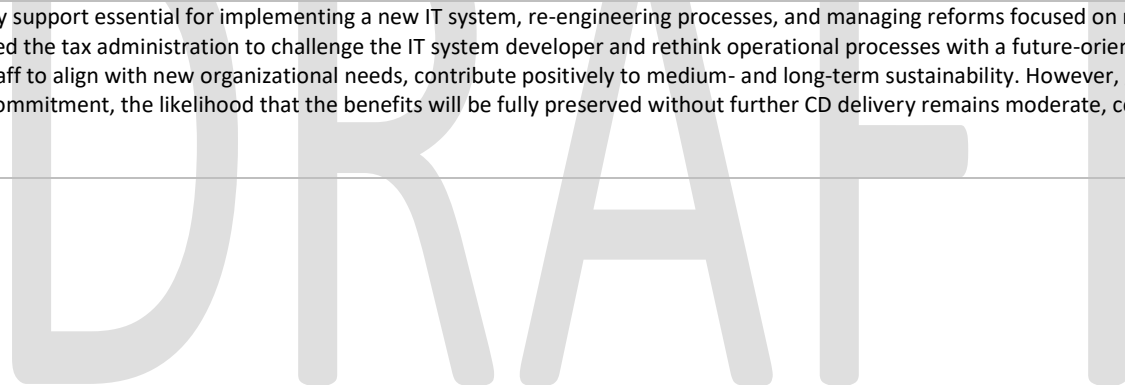 y support essential for implementing a new IT system, re-engineering processes, and managing reforms focused on
ed the tax administration to challenge the IT system developer and rethink operational processes with a future-orien
aff to align with new organizational needs, contribute positively to medium- and long-term sustainability. However,
ommitment, the likelihood that the benefits will be fully preserved without further CD delivery remains moderate, c
DRAFT